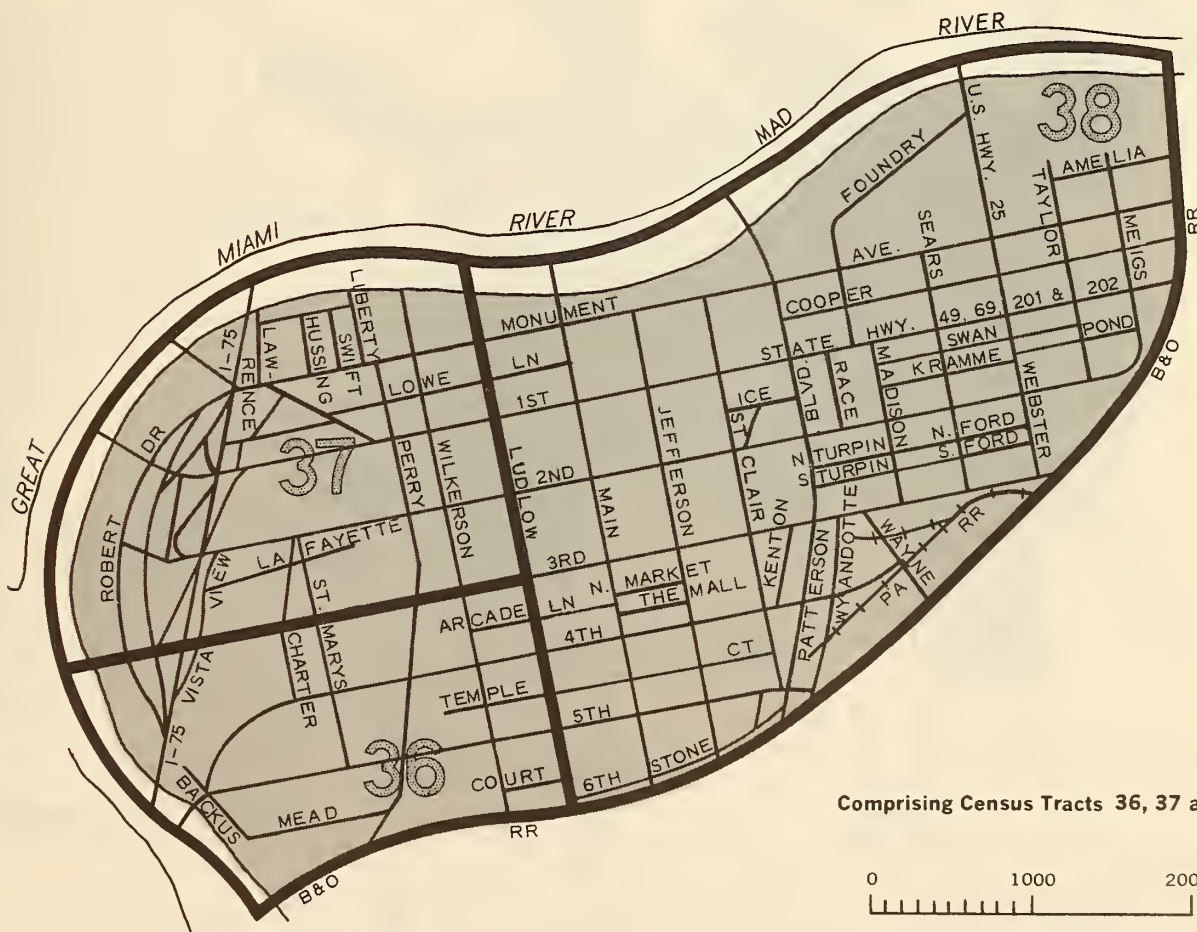 RIVER
MAD
RIVER
MIAMI
GREAT
38
U.S. HWY. 25
FOUNDRY
AMELIA
TAYLOR
MEIGS
RR
SEARS
AVE.
COOPER
MONUMENT
STATE HWY. 49, 69, 201 & 202
SWAN
POND
KRAMME
B&O
LIBERTY
SWIFT
HUSSING
LAW-
RENCE
I-75
LOWE
LN
1ST
ICE
ST. CLAIR
BLVD.
RACE
MADISON
WEBSTER
JEFFERSON
DR
37
PERRY
WILKERSON
LUDLOW
2ND
MAIN
N TURPIN
S TURPIN
N. FORD
S. FORD
ROBERT
LA FAYETTE
VIEW
ST. MARYS
3RD
N. MARKET
THE MALL
KENTON
PATTERSON
WYANDOTTE
WAYNE
PA RR
ARCADE LN
4TH
CT
CHARTER
VISTA
TEMPLE
5TH
I-75
36
BACKUS
MEAD
COURT
6TH
STONE
RR
B&O
Comprising Census Tracts 36, 37 a
0 1000 200